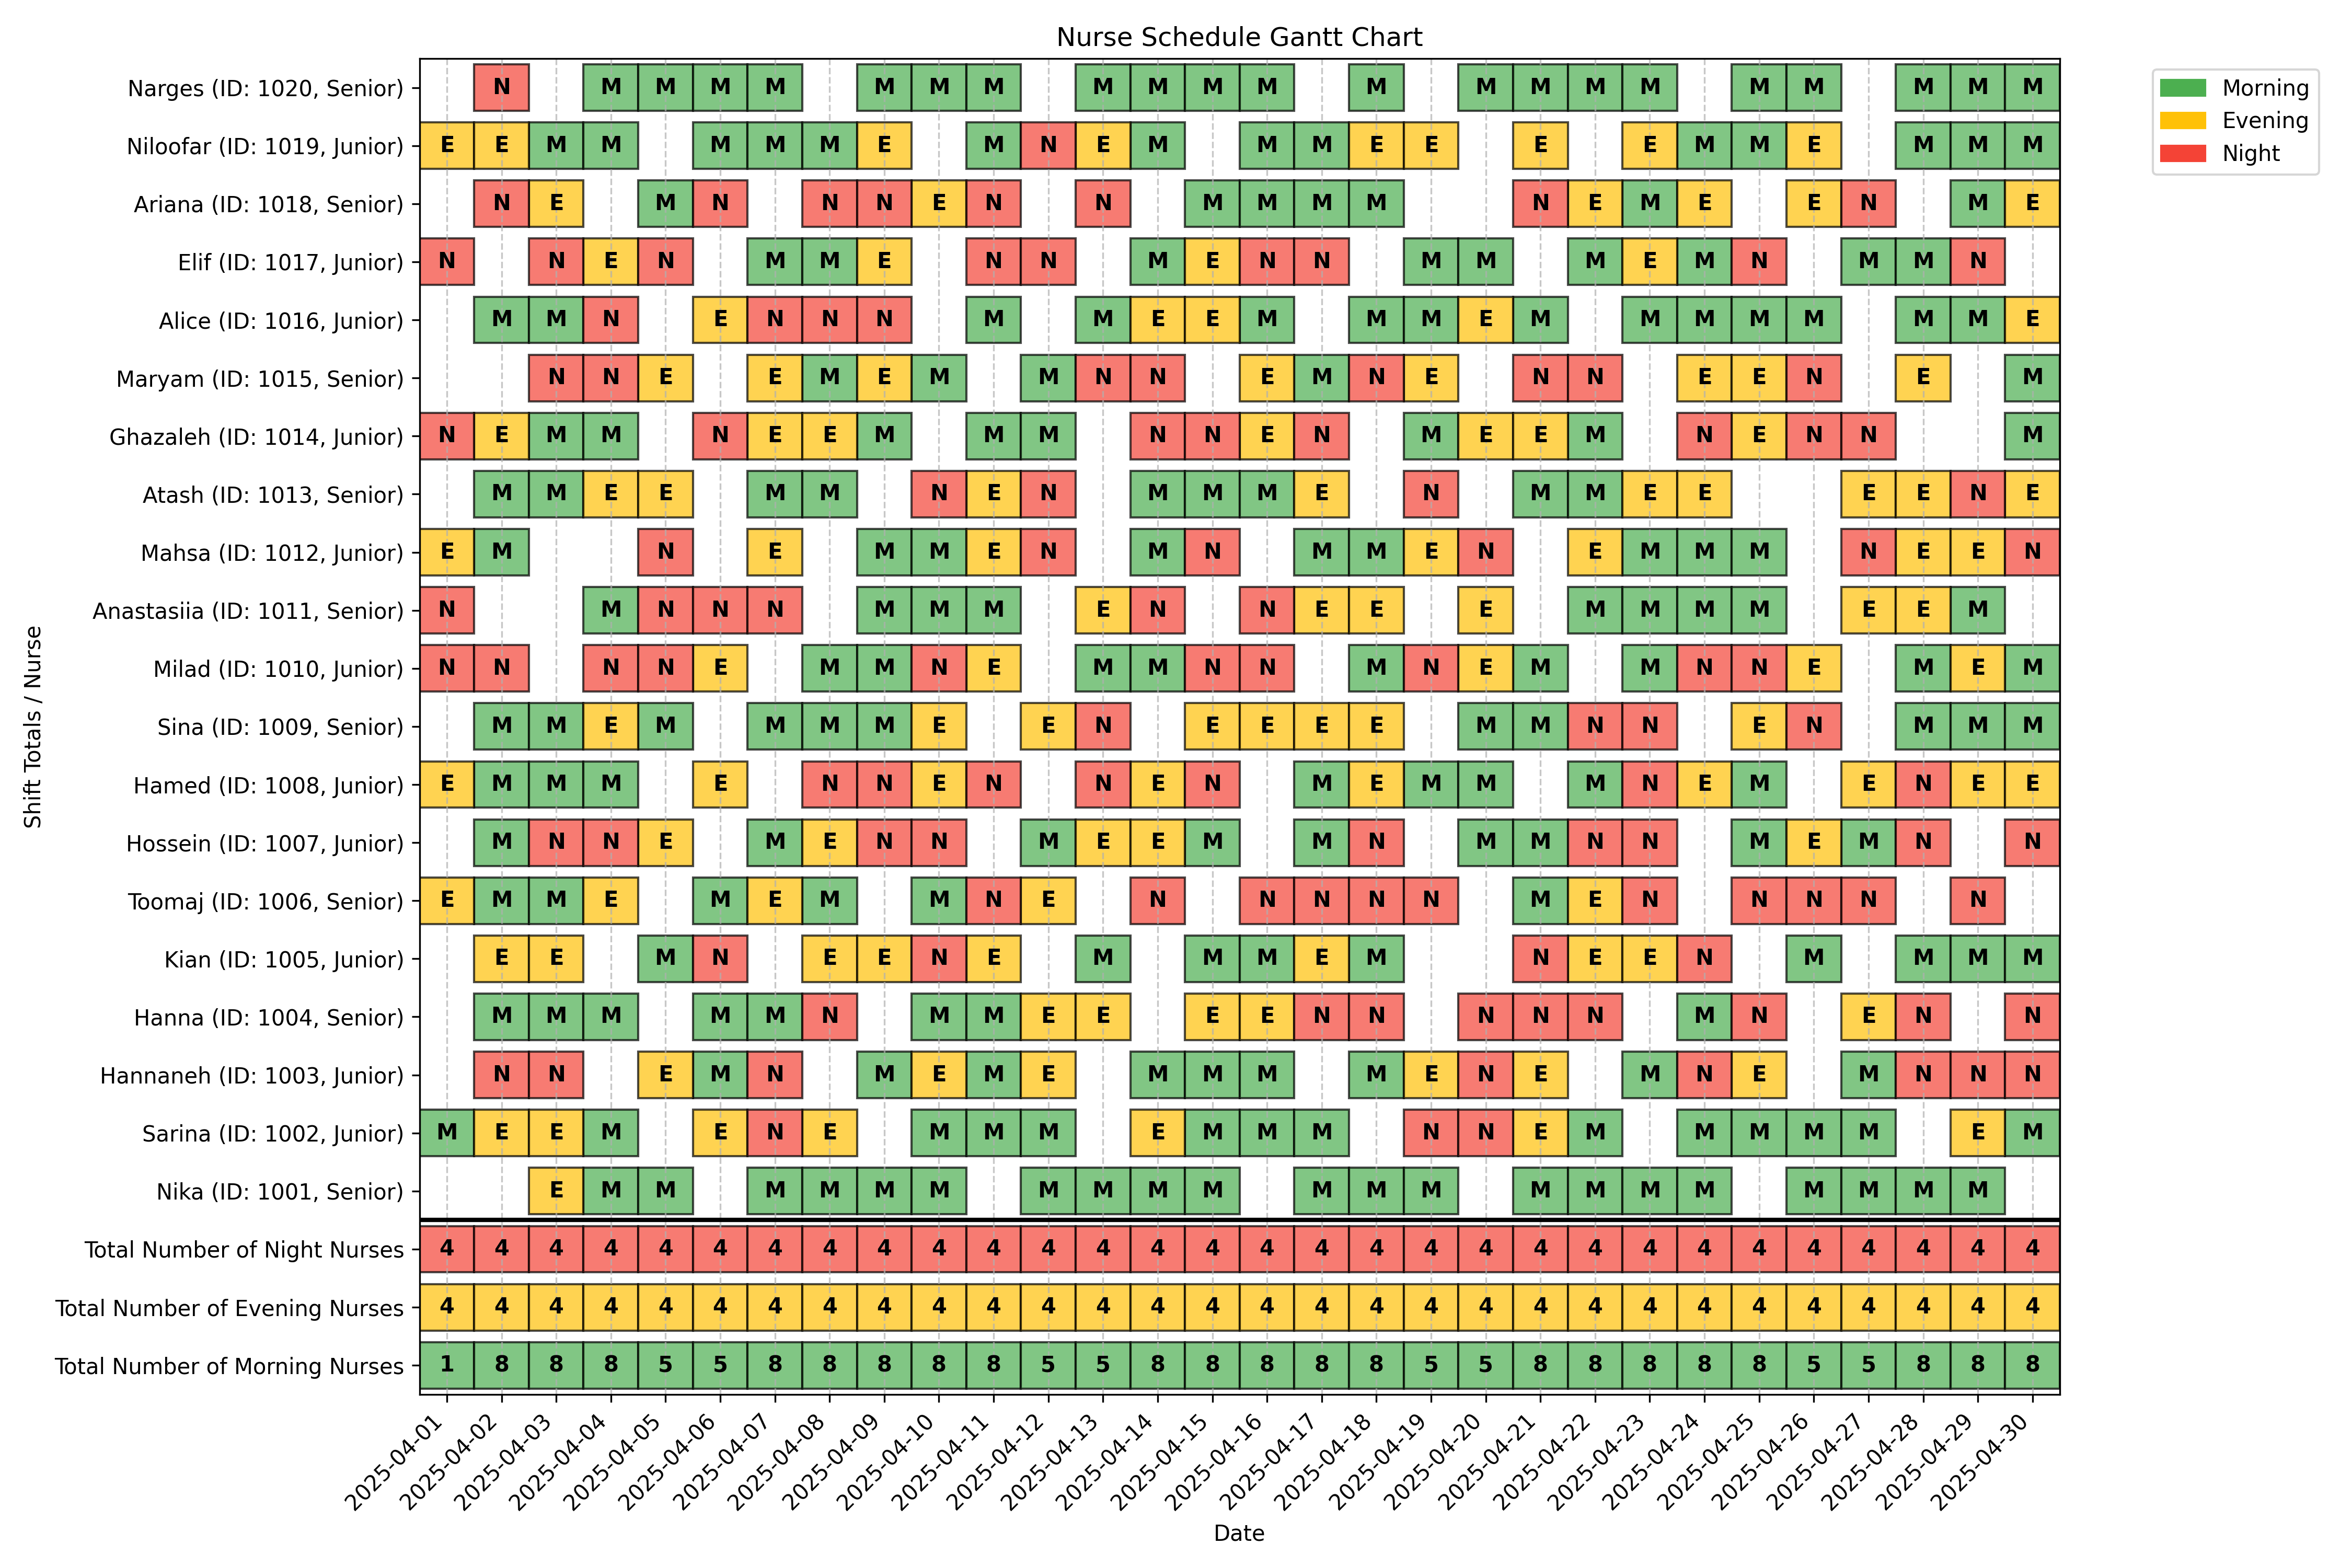 Nurse Schedule Gantt Chart
Narges (ID: 1020, Senior) N M M M M M M M M M M M M M M M M M M M M M
Niloofar (ID: 1019, Junior) E E M M M M M E M N E M M M E E E E M M E M M M
Ariana (ID: 1018, Senior) N E M N N N E N N M M M M N E M E E N M E
Elif (ID: 1017, Junior) N N E N M M E N N M E N N M M M E M N M M N
Alice (ID: 1016, Junior) M M N E N N N M M E E M M M E M M M M M M M E
Maryam (ID: 1015, Senior) N N E E M E M M N N E M N E N N E E N E M
Ghazaleh (ID: 1014, Junior) N E M M N E E M M M N N E N M E E M N E N N M
Atash (ID: 1013, Senior) M M E E M M N E N M M M E N M M E E E E N E
Mahsa (ID: 1012, Junior) E M N E M M E N M N M M E N E M M M N E E N
Anastasiia (ID: 1011, Senior) N M N N N M M M E N N E E E M M M M E E M
Milad (ID: 1010, Junior) N N N N E M M N E M M N N M N E M M N N E M E M
Sina (ID: 1009, Senior) M M E M M M M E E N E E E E M M N N E N M M M
Hamed (ID: 1008, Junior) E M M M E N N E N N E N M E M M M N E M E N E E
Hossein (ID: 1007, Junior) M N N E M E N N M E E M M N M M N N M E M N N
Toomaj (ID: 1006, Senior) E M M E M E M M N E N N N N N M E N N N N N
Kian (ID: 1005, Junior) E E M N E E N E M M M E M N E E N M M M M
Hanna (ID: 1004, Senior) M M M M M N M M E E E E N N N N N M N E N N
Hannaneh (ID: 1003, Junior) N N E M N M E M E M M M M E N E M N E M N N N
Sarina (ID: 1002, Junior) M E E M E N E M M M E M M M N N E M M M M M E M
Nika (ID: 1001, Senior) E M M M M M M M M M M M M M M M M M M M M M
Total Number of Night Nurses 4 4 4 4 4 4 4 4 4 4 4 4 4 4 4 4 4 4 4 4 4 4 4 4 4 4 4 4 4 4
Total Number of Evening Nurses 4 4 4 4 4 4 4 4 4 4 4 4 4 4 4 4 4 4 4 4 4 4 4 4 4 4 4 4 4 4
Total Number of Morning Nurses 1 8 8 8 5 5 8 8 8 8 8 5 5 8 8 8 8 8 5 5 8 8 8 8 8 5 5 8 8 8
2025-04-01 2025-04-02 2025-04-03 2025-04-04 2025-04-05 2025-04-06 2025-04-07 2025-04-08 2025-04-09 2025-04-10 2025-04-11 2025-04-12 2025-04-13 2025-04-14 2025-04-15 2025-04-16 2025-04-17 2025-04-18 2025-04-19 2025-04-20 2025-04-21 2025-04-22 2025-04-23 2025-04-24 2025-04-25 2025-04-26 2025-04-27 2025-04-28 2025-04-29 2025-04-30
Date
Shift Totals / Nurse
Morning
Evening
Night